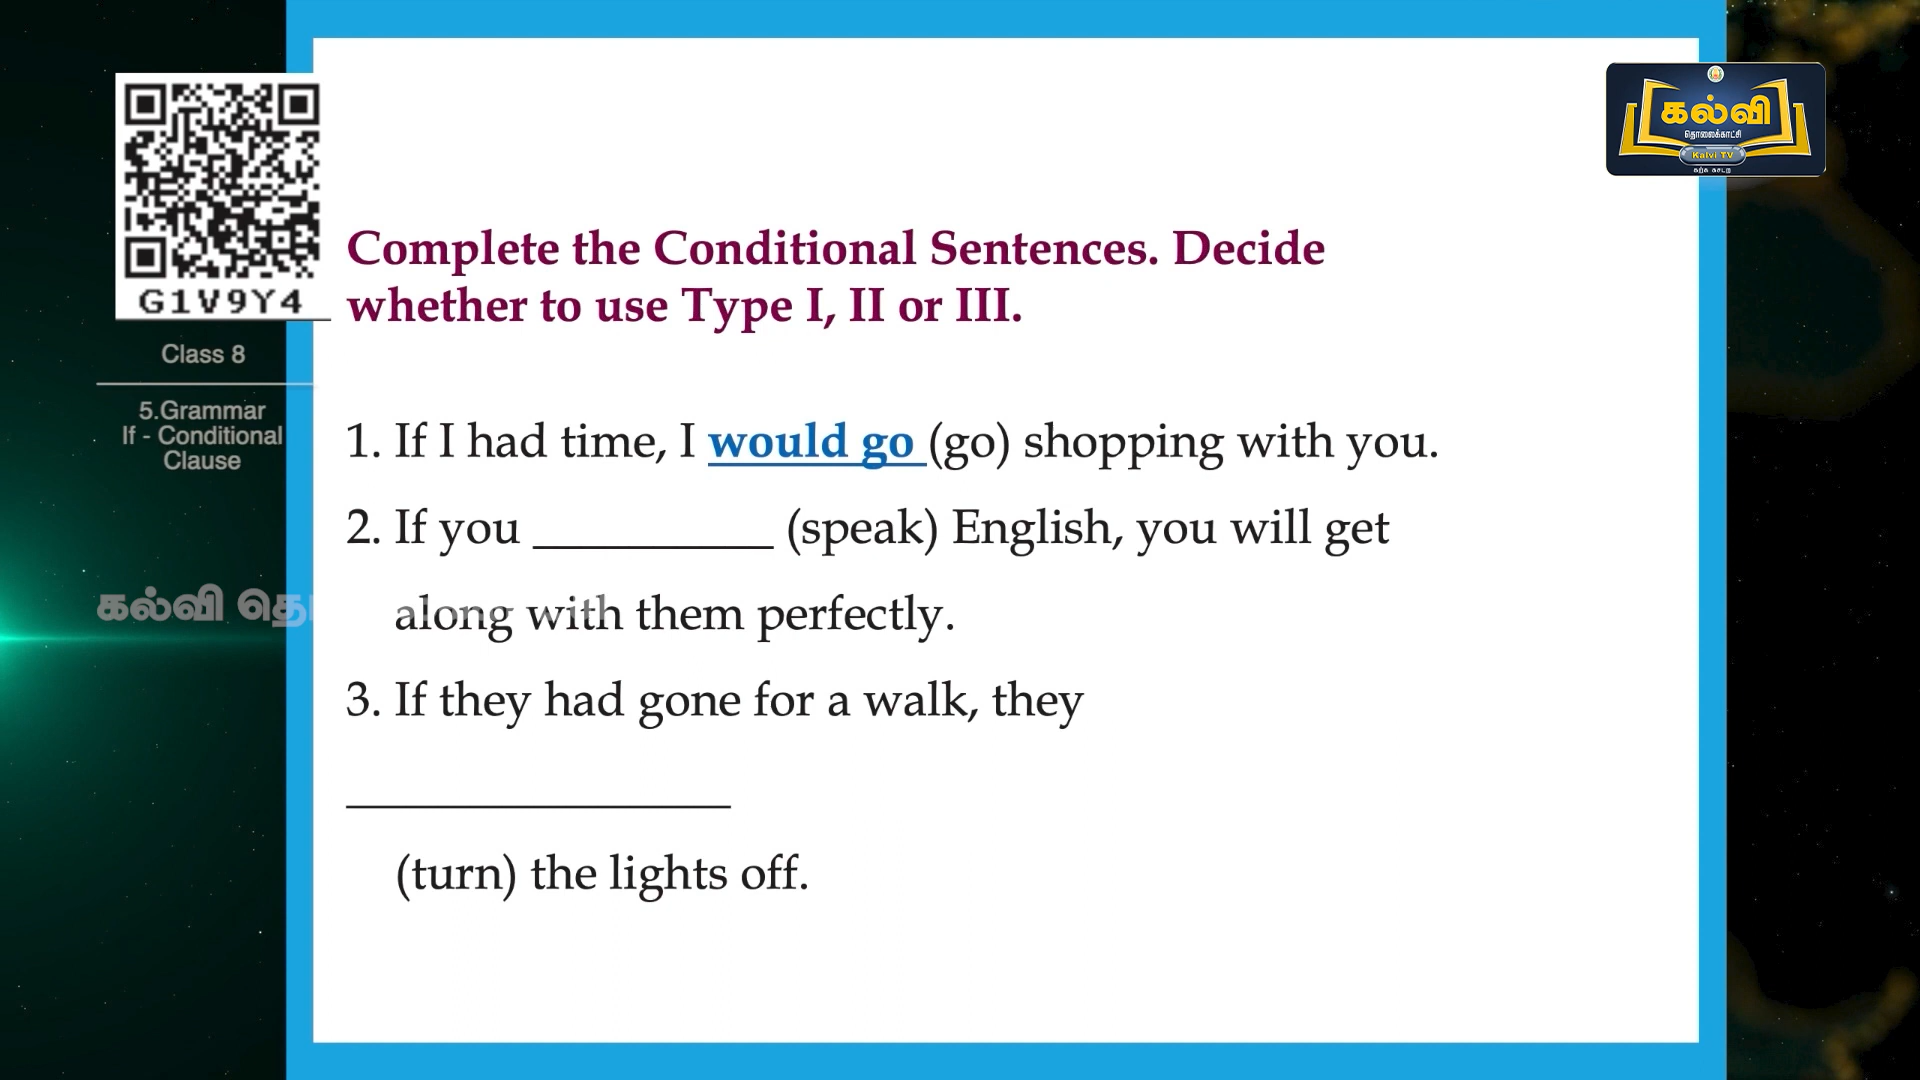 G1V9Y4
Class 8
5.Grammar
If - Conditional
Clause
கல்வி
தொலைக்காட்சி
Kalvi TV
கற்க கசடற
Complete the Conditional Sentences. Decide
whether to use Type I, II or III.
1. If I had time, I would go (go) shopping with you.
2. If you __________ (speak) English, you will get
along with them perfectly.
3. If they had gone for a walk, they
________________
(turn) the lights off.
கல்வி